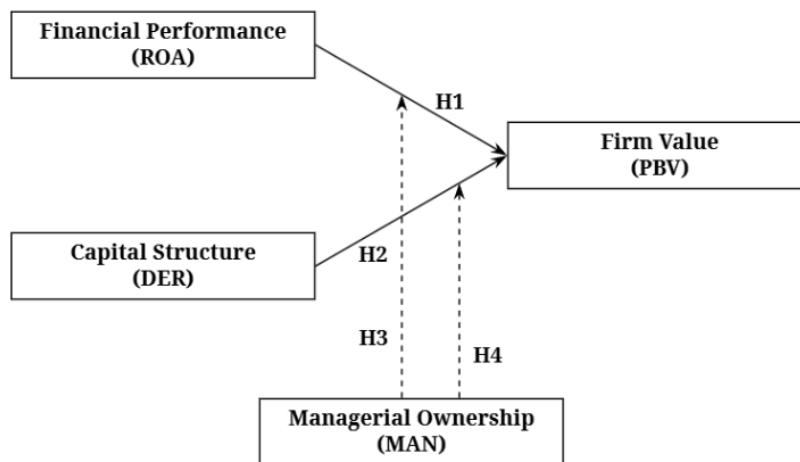 Financial Performance
(ROA)
H1
Firm Value
(PBV)
Capital Structure
(DER)
H2
H3
H4
Managerial Ownership
(MAN)